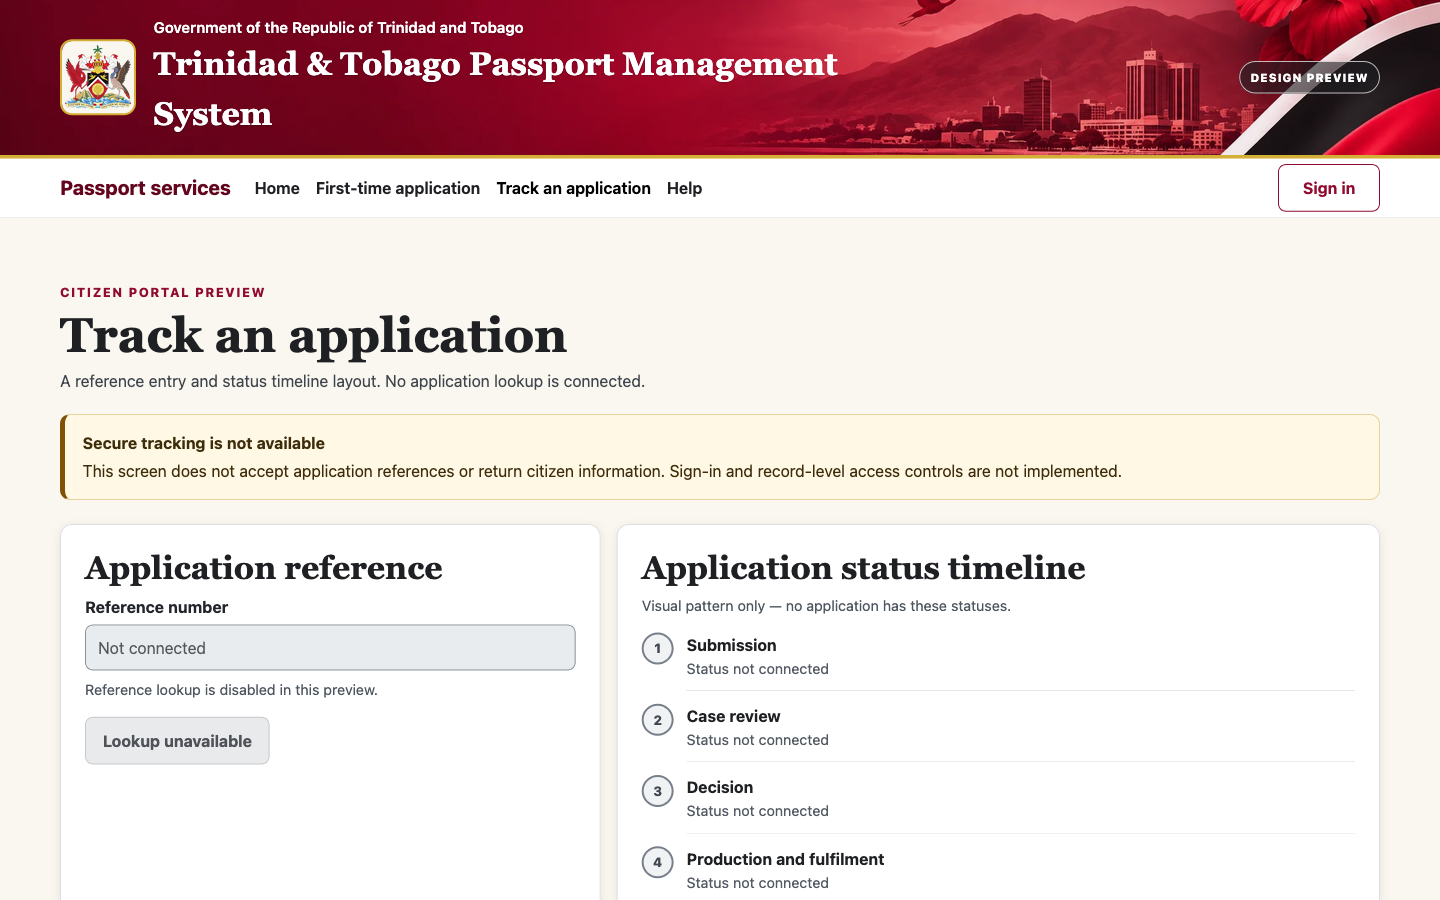 Government of the Republic of Trinidad and Tobago
Trinidad & Tobago Passport Management
System
DESIGN PREVIEW
Passport services
Home
First-time application
Track an application
Help
Sign in
CITIZEN PORTAL PREVIEW
Track an application
A reference entry and status timeline layout. No application lookup is connected.
Secure tracking is not available
This screen does not accept application references or return citizen information. Sign-in and record-level access controls are not implemented.
Application reference
Reference number
Not connected
Reference lookup is disabled in this preview.
Lookup unavailable
Application status timeline
Visual pattern only — no application has these statuses.
1
Submission
Status not connected
2
Case review
Status not connected
3
Decision
Status not connected
4
Production and fulfilment
Status not connected